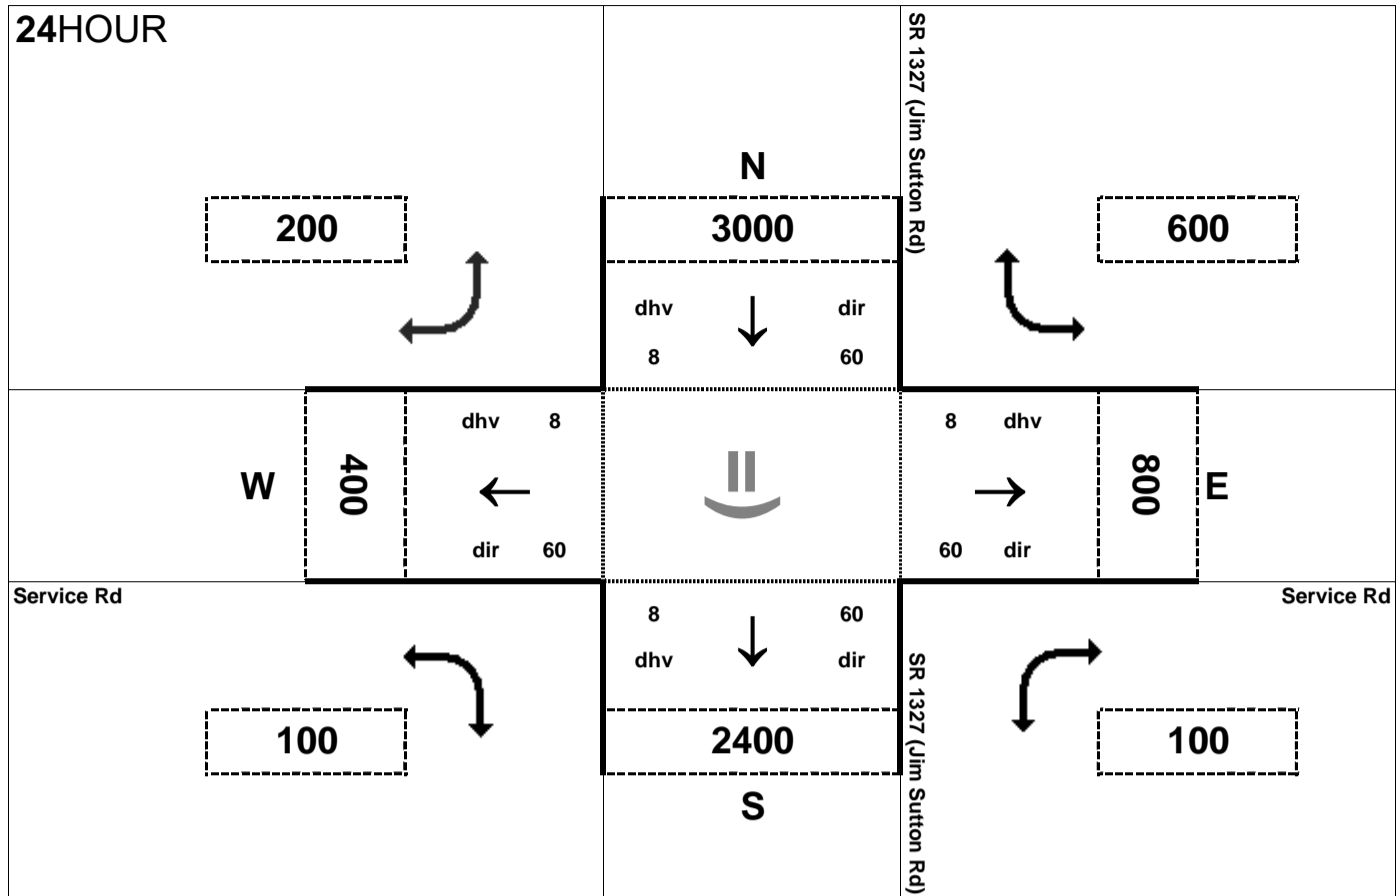 24HOUR
SR 1327 (Jim Sutton Rd)
N
200
3000
600
dhv
dir
8
60
dhv 8
8 dhv
W
400
800
E
dir 60
60 dir
Service Rd
Service Rd
8
60
dhv
dir
SR 1327 (Jim Sutton Rd)
100
2400
100
S